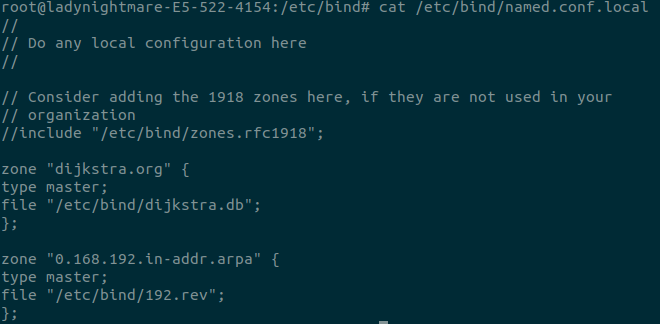 root@ladynightmare-E5-522-4154:/etc/bind# cat /etc/bind/named.conf.local
//
// Do any local configuration here
//
// Consider adding the 1918 zones here, if they are not used in your
// organization
//include "/etc/bind/zones.rfc1918";
zone "dijkstra.org" {
type master;
file "/etc/bind/dijkstra.db";
};
zone "0.168.192.in-addr.arpa" {
type master;
file "/etc/bind/192.rev";
};